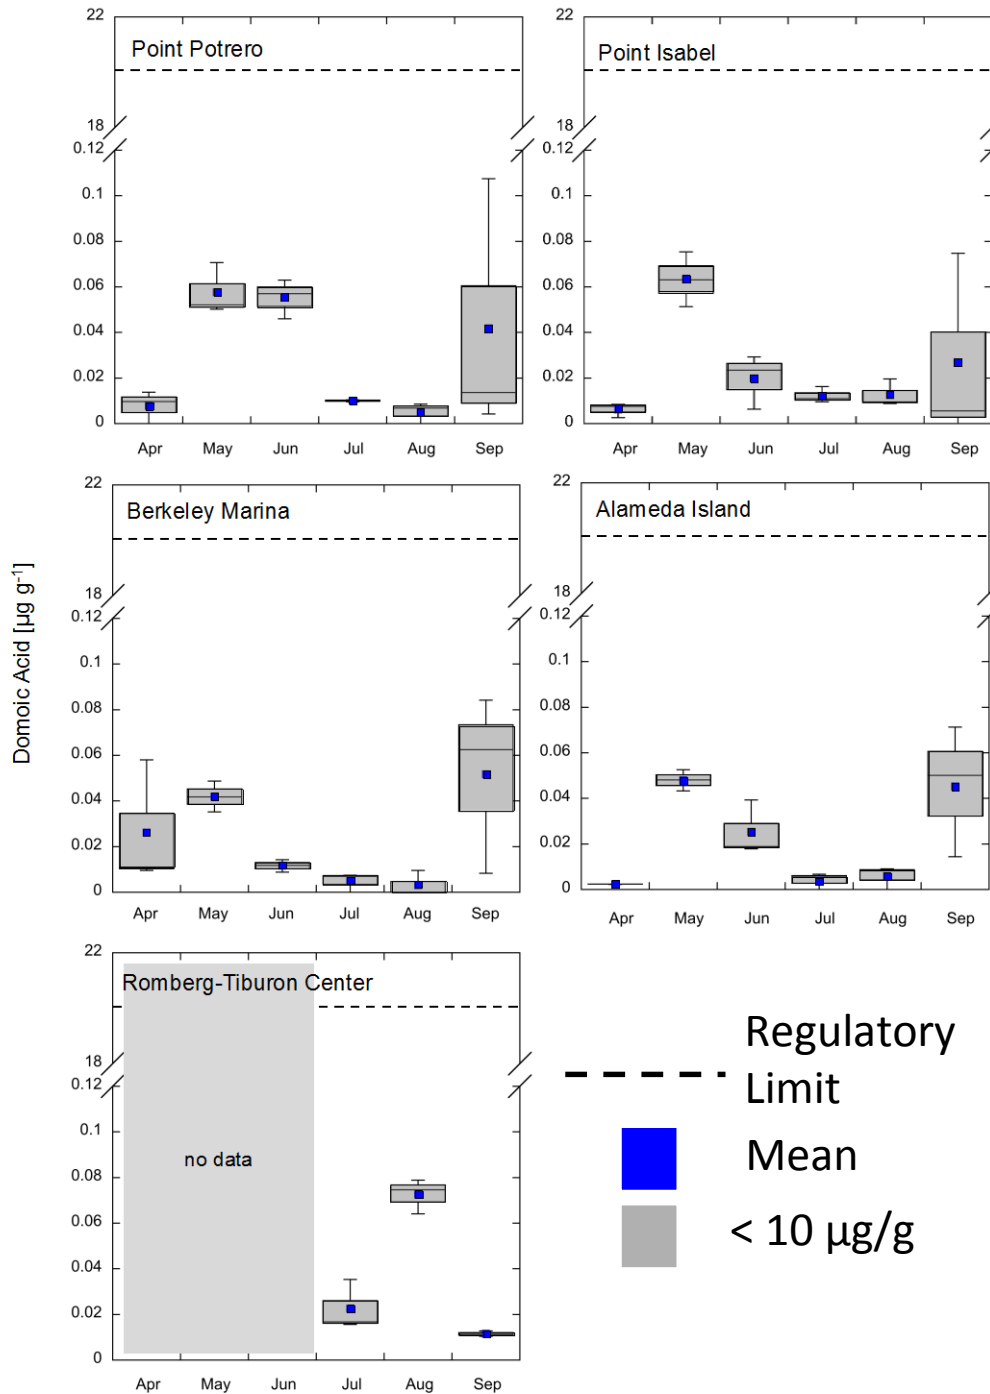 22
Point Potrero
18
0.12
0.1
0.08
0.06
0.04
0.02
0
Apr May Jun Jul Aug Sep
22
Point Isabel
18
0.12
0.1
0.08
0.06
0.04
0.02
0
Apr May Jun Jul Aug Sep
Domoic Acid [µg g⁻¹]
22
Berkeley Marina
18
0.12
0.1
0.08
0.06
0.04
0.02
0
Apr May Jun Jul Aug Sep
22
Alameda Island
18
0.12
0.1
0.08
0.06
0.04
0.02
0
Apr May Jun Jul Aug Sep
22
Romberg-Tiburon Center
18
0.12
0.1
no data
0.08
0.06
0.04
0.02
0
Apr May Jun Jul Aug Sep
Regulatory
Limit
Mean
< 10 µg/g